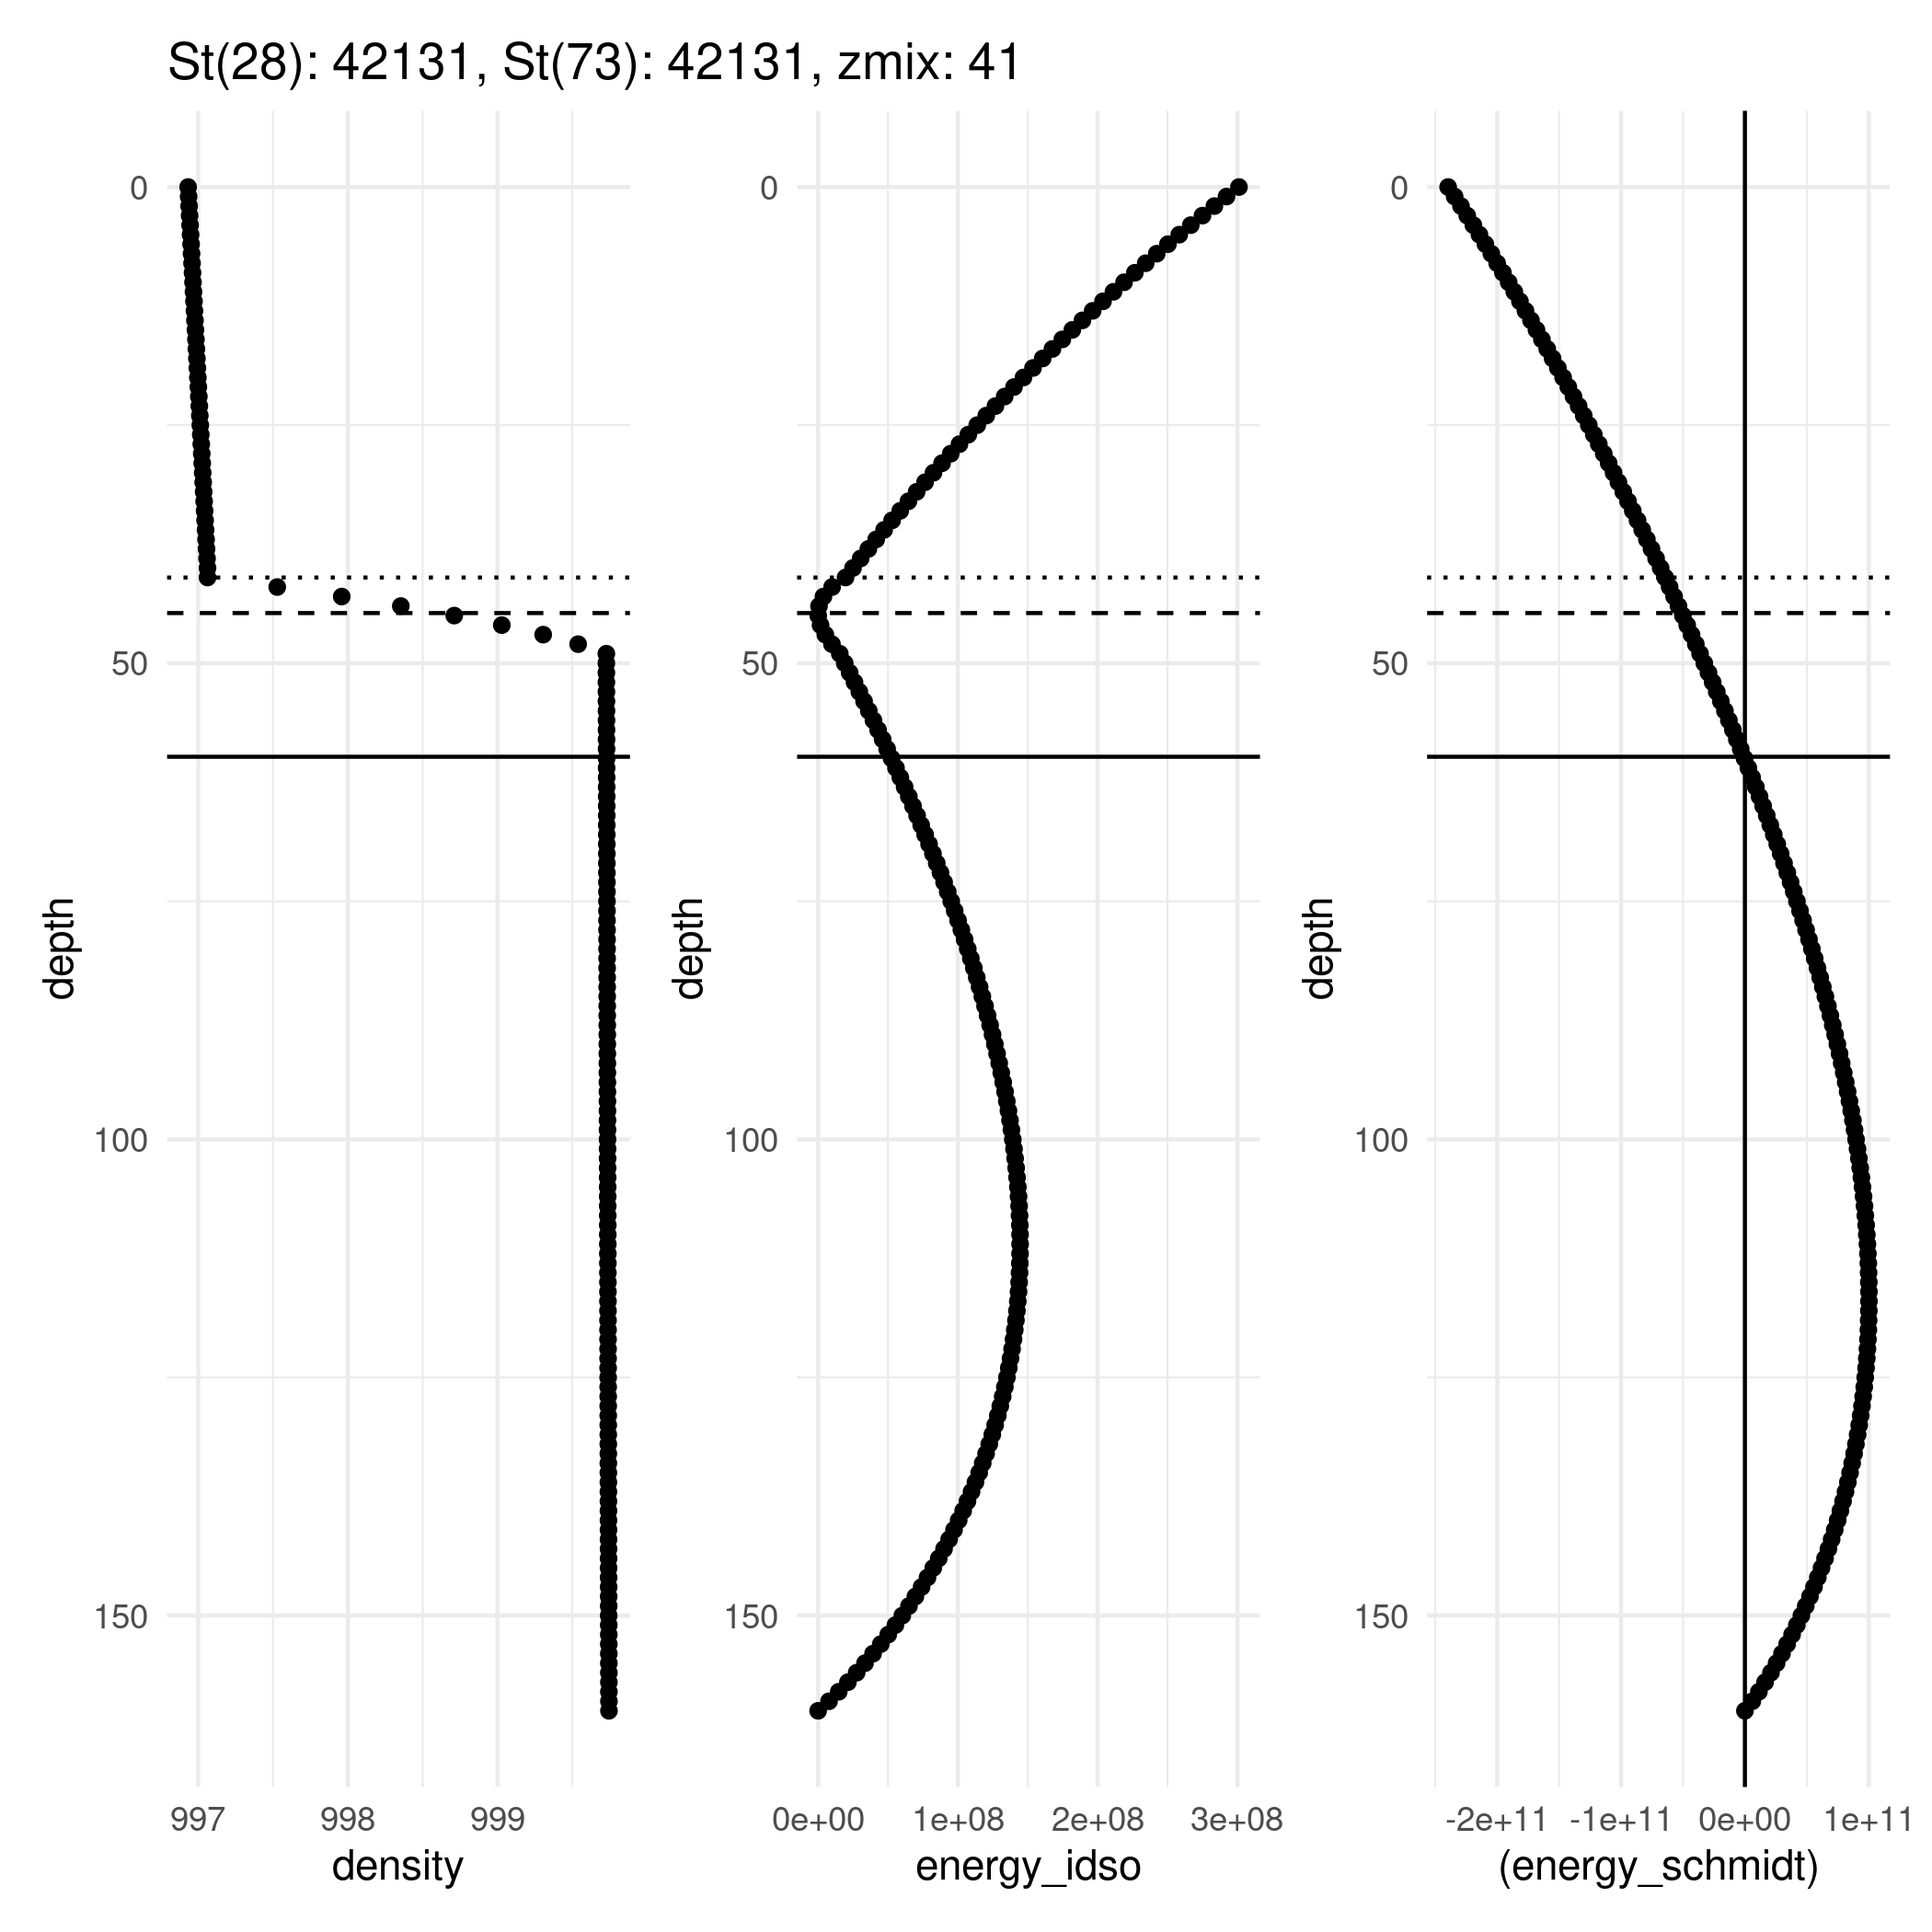 St(28): 42131, St(73): 42131, zmix: 41
0
50
100
150
depth
997 998 999
density
0
50
100
150
depth
0e+00 1e+08 2e+08 3e+08
energy_idso
0
50
100
150
depth
-2e+11 -1e+11 0e+00 1e+11
(energy_schmidt)